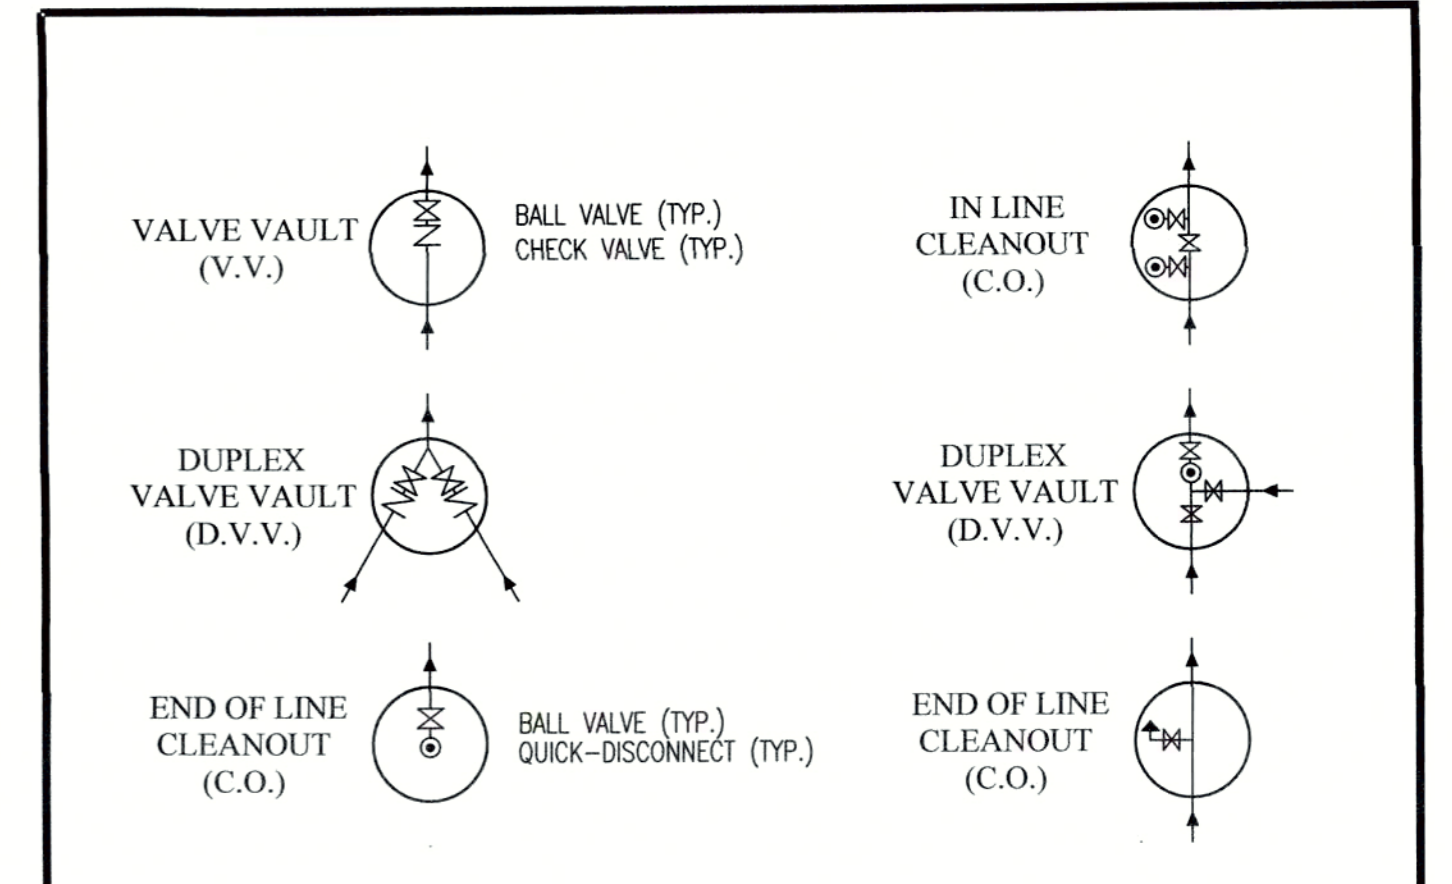 VALVE VAULT
(V.V.)
BALL VALVE (TYP.)
CHECK VALVE (TYP.)
IN LINE
CLEANOUT
(C.O.)
DUPLEX
VALVE VAULT
(D.V.V.)
DUPLEX
VALVE VAULT
(D.V.V.)
END OF LINE
CLEANOUT
(C.O.)
BALL VALVE (TYP.)
QUICK-DISCONNECT (TYP.)
END OF LINE
CLEANOUT
(C.O.)